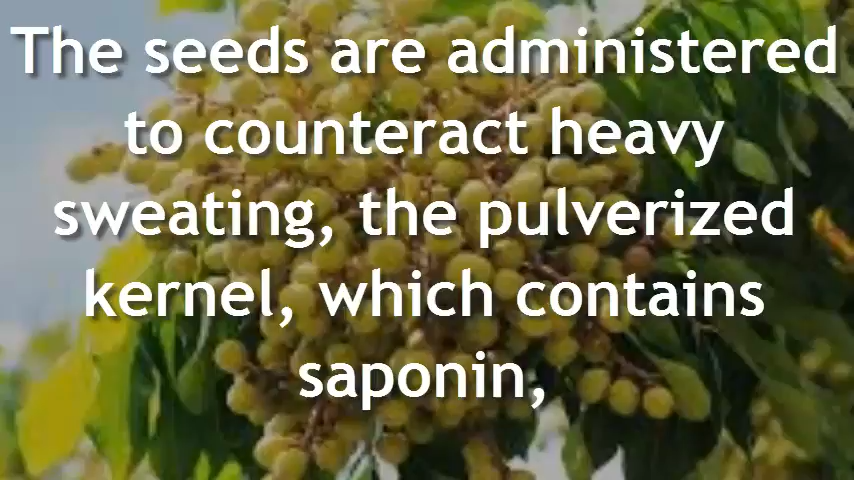 The seeds are administered
to counteract heavy
sweating, the pulverized
kernel, which contains
saponin,